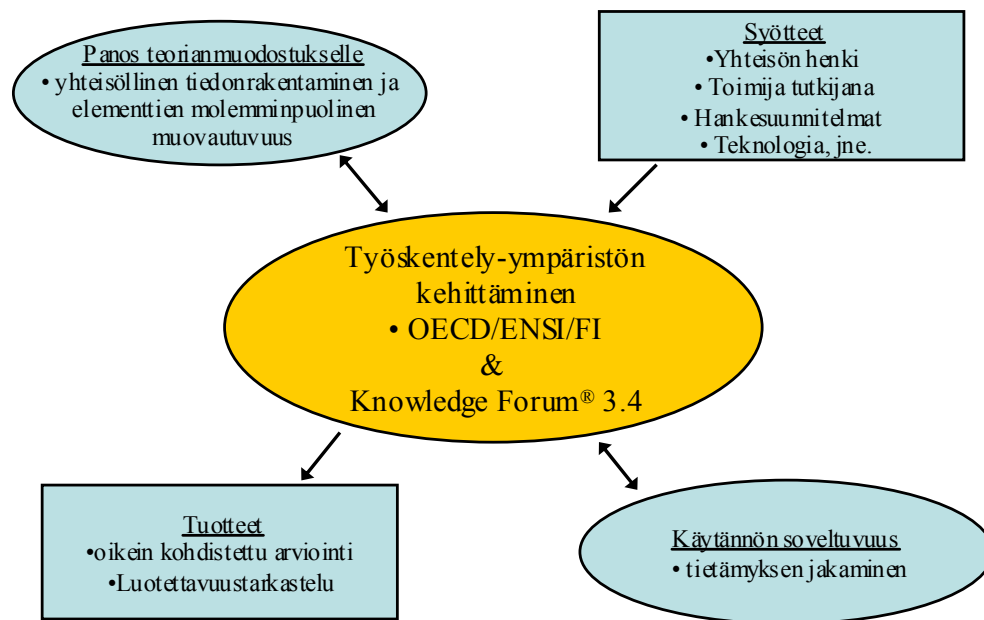 Panos teorianmuodostukselle
• yhteisöllinen tiedonrakentaminen ja
elementtien molemminpuolinen
muovautuvuus
Syötteet
•Yhteisön henki
• Toimija tutkijana
• Hankesuunnitelmat
• Teknologia, jne.
Työskentely-ympäristön
kehittäminen
• OECD/ENSI/FI
&
Knowledge Forum® 3.4
Tuotteet
•oikein kohdistettu arviointi
•Luotettavuustarkastelu
Käytännön soveltuvuus
• tietämyksen jakaminen